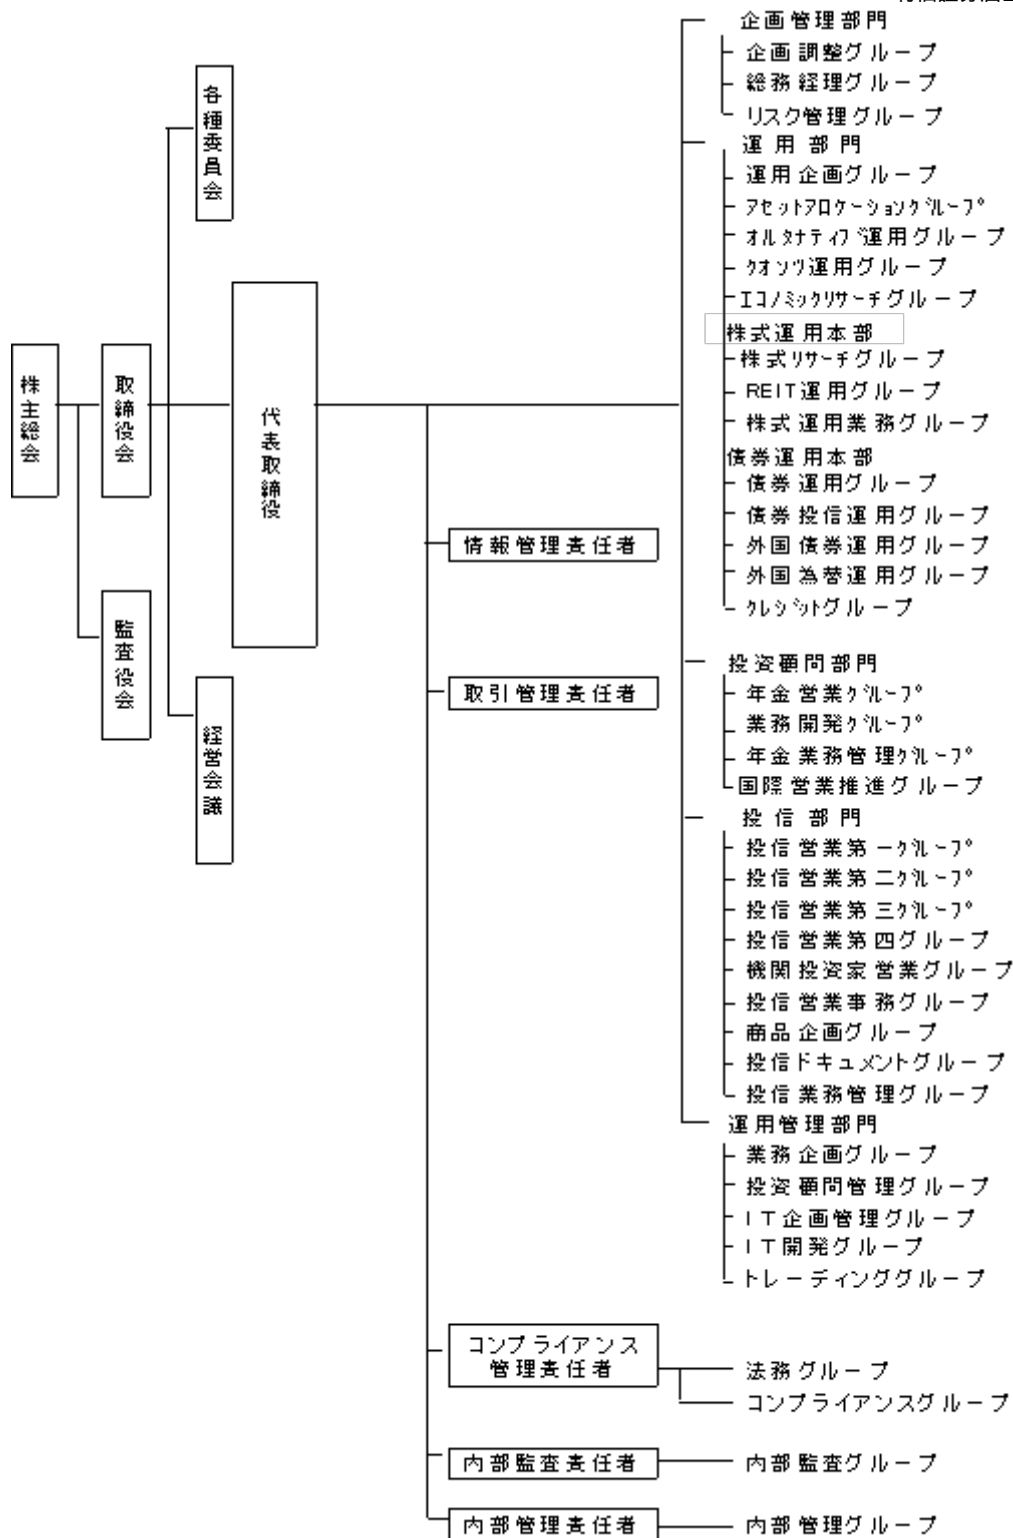 株主総会
取締役会
監査役会
各種委員会
代表取締役
経営会議
情報管理責任者
取引管理責任者
コンプライアンス
管理責任者
内部監査責任者
内部管理責任者
企画管理部門
企画調整グループ
総務経理グループ
リスク管理グループ
運用部門
運用企画グループ
ｱｾｯﾄｱﾛｹｰｼｮﾝｸﾞﾙｰﾌﾟ
ｵﾙﾀﾅﾃｨﾌﾞ運用グループ
ｸｵﾝﾂ運用グループ
ｴｺﾉﾐｯｸﾘｻｰﾁグループ
株式運用本部
株式ﾘｻｰﾁグループ
REIT運用グループ
株式運用業務グループ
債券運用本部
債券運用グループ
債券投信運用グループ
外国債券運用グループ
外国為替運用グループ
ｸﾚｼﾞｯﾄグループ
投資顧問部門
年金営業ｸﾞﾙｰﾌﾟ
業務開発ｸﾞﾙｰﾌﾟ
年金業務管理ｸﾞﾙｰﾌﾟ
国際営業推進グループ
投信部門
投信営業第一ｸﾞﾙｰﾌﾟ
投信営業第二ｸﾞﾙｰﾌﾟ
投信営業第三ｸﾞﾙｰﾌﾟ
投信営業第四グループ
機関投資家営業グループ
投信営業事務グループ
商品企画グループ
投信ドキュメントグループ
投信業務管理グループ
運用管理部門
業務企画グループ
投資顧問管理グループ
ＩＴ企画管理グループ
ＩＴ開発グループ
トレーディンググループ
法務グループ
コンプライアンスグループ
内部監査グループ
内部管理グループ